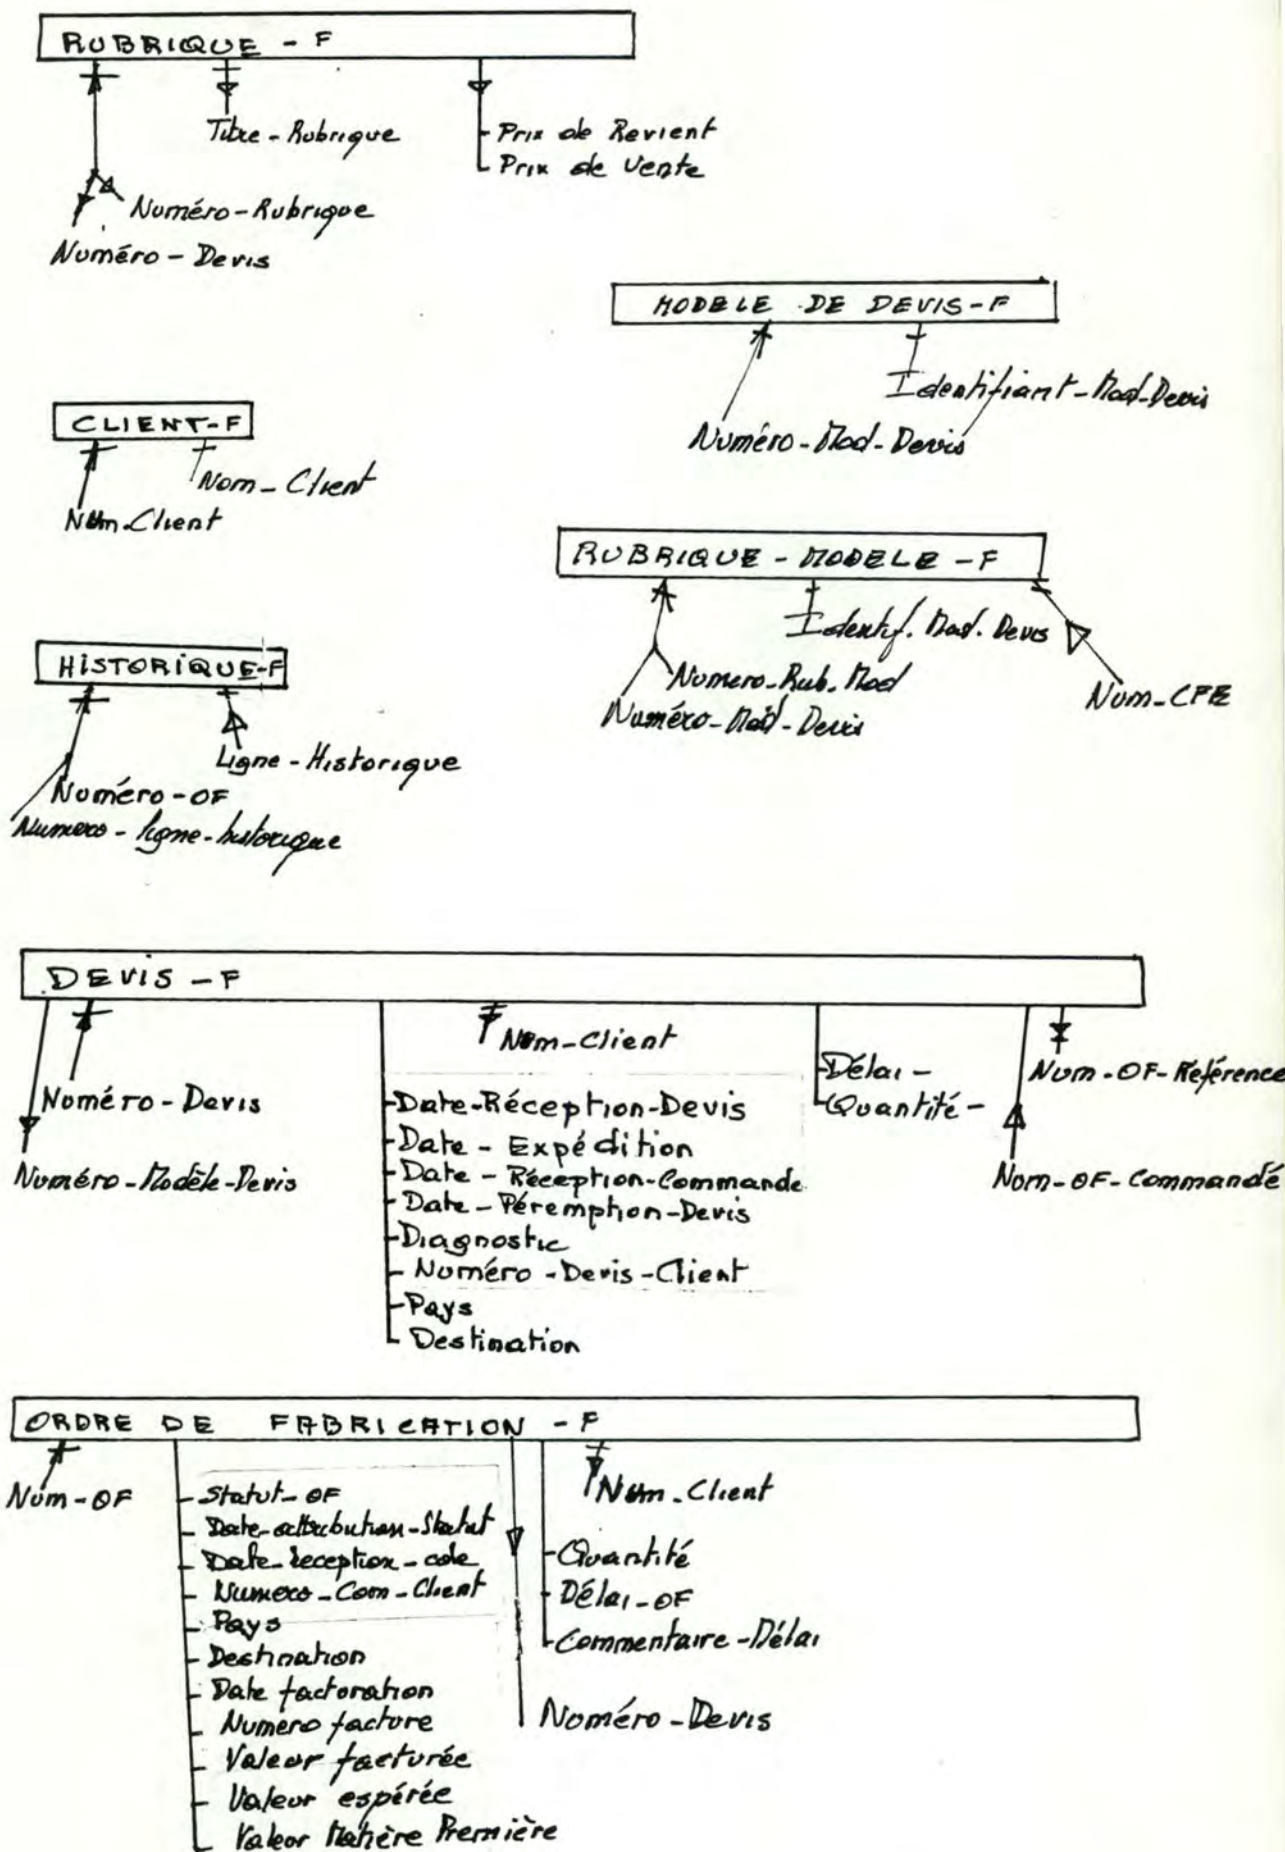 RUBRIQUE - F
Titre - Rubrique
Prix de Revient
Prix de Vente
Numéro - Rubrique
Numéro - Devis
MODELE DE DEVIS - F
Identifiant - Mod - Devis
Numéro - Mod - Devis
CLIENT - F
Nom - Client
Num - Client
RUBRIQUE - MODELE - F
Identif. Mod. Devis
Numero - Rub. Mod
Numéro - Mod - Devis
Num - CPE
HISTORIQUE - F
Ligne - Historique
Numéro - OF
Numero - ligne - historique
DEVIS - F
Num - Client
Numéro - Devis
Numéro - Modèle - Devis
Date - Réception - Devis
Date - Expédition
Date - Réception - Commande
Date - Péremption - Devis
Diagnostic
Numéro - Devis - Client
Pays
Destination
Délai -
Quantité -
Num - OF - Référence
Num - OF - Commandé
ORDRE DE FABRICATION - F
Num - OF
Statut - OF
Date - attribution - Statut
Date - reception - cde
Numero - Com - Client
Pays
Destination
Date facturation
Numéro facture
Valeur facturée
Valeur espérée
Valeur Matière Première
Num - Client
Quantité
Délai - OF
Commentaire - Délai
Numéro - Devis